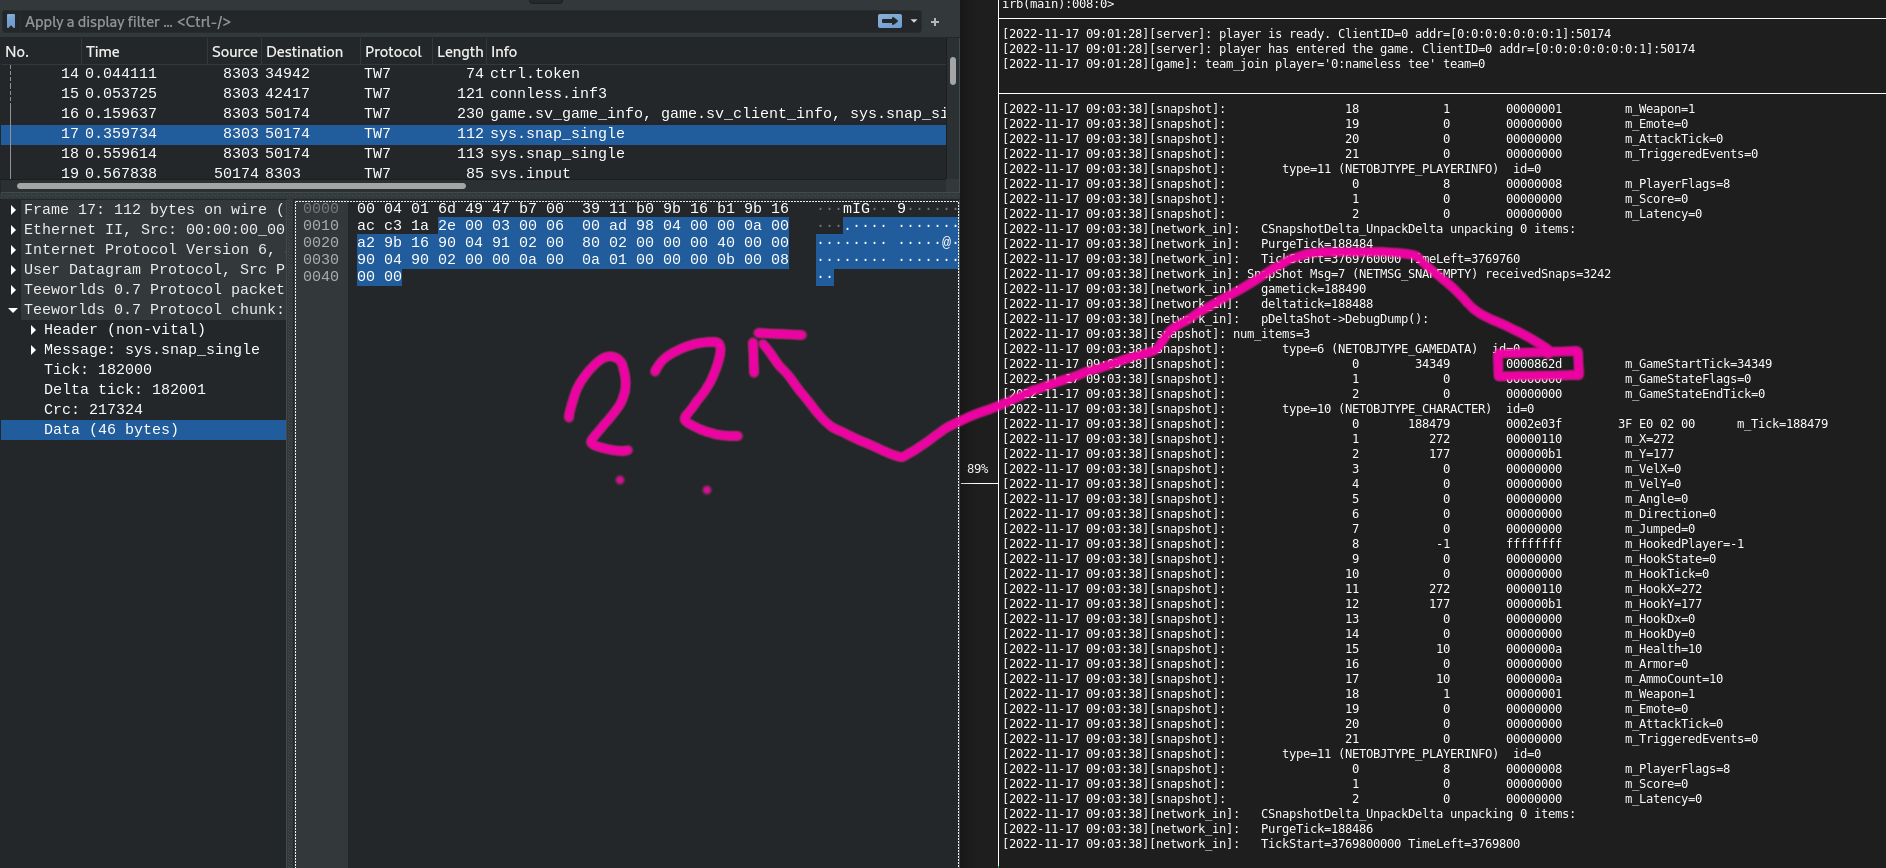 Apply a display filter ... <Ctrl-/>
+
No. Time Source Destination Protocol Length Info
14 0.044111 8303 34942 TW7 74 ctrl.token
15 0.053725 8303 42417 TW7 121 connless.inf3
16 0.159637 8303 50174 TW7 230 game.sv_game_info, game.sv_client_info, sys.snap_si
17 0.359734 8303 50174 TW7 112 sys.snap_single
18 0.559614 8303 50174 TW7 113 sys.snap_single
19 0.567838 50174 8303 TW7 85 sys.input
Frame 17: 112 bytes on wire (
Ethernet II, Src: 00:00:00_00
Internet Protocol Version 6,
User Datagram Protocol, Src P
Teeworlds 0.7 Protocol packet
Teeworlds 0.7 Protocol chunk:
Header (non-vital)
Message: sys.snap_single
Tick: 182000
Delta tick: 182001
Crc: 217324
Data (46 bytes)
0000 00 04 01 6d 49 47 b7 00 39 11 b0 9b 16 b1 9b 16 ···mIG·· 9·······
0010 ac c3 1a 2e 00 03 00 06 00 ad 98 04 00 00 0a 00 ···.···· ········
0020 a2 9b 16 90 04 91 02 00 80 02 00 00 00 40 00 00 ········ ·····@··
0030 90 04 90 02 00 00 0a 00 0a 01 00 00 00 0b 00 08 ········ ········
0040 00 00 ··
??
89%
irb(main):008:0>
[2022-11-17 09:01:28][server]: player is ready. ClientID=0 addr=[0:0:0:0:0:0:0:1]:50174
[2022-11-17 09:01:28][server]: player has entered the game. ClientID=0 addr=[0:0:0:0:0:0:0:1]:50174
[2022-11-17 09:01:28][game]: team_join player='0:nameless tee' team=0
[2022-11-17 09:03:38][snapshot]: 18 1 00000001 m_Weapon=1
[2022-11-17 09:03:38][snapshot]: 19 0 00000000 m_Emote=0
[2022-11-17 09:03:38][snapshot]: 20 0 00000000 m_AttackTick=0
[2022-11-17 09:03:38][snapshot]: 21 0 00000000 m_TriggeredEvents=0
[2022-11-17 09:03:38][snapshot]: type=11 (NETOBJTYPE_PLAYERINFO) id=0
[2022-11-17 09:03:38][snapshot]: 0 8 00000008 m_PlayerFlags=8
[2022-11-17 09:03:38][snapshot]: 1 0 00000000 m_Score=0
[2022-11-17 09:03:38][snapshot]: 2 0 00000000 m_Latency=0
[2022-11-17 09:03:38][network_in]: CSnapshotDelta_UnpackDelta unpacking 0 items:
[2022-11-17 09:03:38][network_in]: PurgeTick=188484
[2022-11-17 09:03:38][network_in]: TickStart=3769760000 TimeLeft=3769760
[2022-11-17 09:03:38][network_in]: SnapShot Msg=7 (NETMSG_SNAPEMPTY) receivedSnaps=3242
[2022-11-17 09:03:38][network_in]: gametick=188490
[2022-11-17 09:03:38][network_in]: deltatick=188488
[2022-11-17 09:03:38][network_in]: pDeltaShot->DebugDump():
[2022-11-17 09:03:38][snapshot]: num_items=3
[2022-11-17 09:03:38][snapshot]: type=6 (NETOBJTYPE_GAMEDATA) id=0
[2022-11-17 09:03:38][snapshot]: 0 34349 0000862d m_GameStartTick=34349
[2022-11-17 09:03:38][snapshot]: 1 0 00000000 m_GameStateFlags=0
[2022-11-17 09:03:38][snapshot]: 2 0 00000000 m_GameStateEndTick=0
[2022-11-17 09:03:38][snapshot]: type=10 (NETOBJTYPE_CHARACTER) id=0
[2022-11-17 09:03:38][snapshot]: 0 188479 0002e03f 3F E0 02 00 m_Tick=188479
[2022-11-17 09:03:38][snapshot]: 1 272 00000110 m_X=272
[2022-11-17 09:03:38][snapshot]: 2 177 000000b1 m_Y=177
[2022-11-17 09:03:38][snapshot]: 3 0 00000000 m_VelX=0
[2022-11-17 09:03:38][snapshot]: 4 0 00000000 m_VelY=0
[2022-11-17 09:03:38][snapshot]: 5 0 00000000 m_Angle=0
[2022-11-17 09:03:38][snapshot]: 6 0 00000000 m_Direction=0
[2022-11-17 09:03:38][snapshot]: 7 0 00000000 m_Jumped=0
[2022-11-17 09:03:38][snapshot]: 8 -1 ffffffff m_HookedPlayer=-1
[2022-11-17 09:03:38][snapshot]: 9 0 00000000 m_HookState=0
[2022-11-17 09:03:38][snapshot]: 10 0 00000000 m_HookTick=0
[2022-11-17 09:03:38][snapshot]: 11 272 00000110 m_HookX=272
[2022-11-17 09:03:38][snapshot]: 12 177 000000b1 m_HookY=177
[2022-11-17 09:03:38][snapshot]: 13 0 00000000 m_HookDx=0
[2022-11-17 09:03:38][snapshot]: 14 0 00000000 m_HookDy=0
[2022-11-17 09:03:38][snapshot]: 15 10 0000000a m_Health=10
[2022-11-17 09:03:38][snapshot]: 16 0 00000000 m_Armor=0
[2022-11-17 09:03:38][snapshot]: 17 10 0000000a m_AmmoCount=10
[2022-11-17 09:03:38][snapshot]: 18 1 00000001 m_Weapon=1
[2022-11-17 09:03:38][snapshot]: 19 0 00000000 m_Emote=0
[2022-11-17 09:03:38][snapshot]: 20 0 00000000 m_AttackTick=0
[2022-11-17 09:03:38][snapshot]: 21 0 00000000 m_TriggeredEvents=0
[2022-11-17 09:03:38][snapshot]: type=11 (NETOBJTYPE_PLAYERINFO) id=0
[2022-11-17 09:03:38][snapshot]: 0 8 00000008 m_PlayerFlags=8
[2022-11-17 09:03:38][snapshot]: 1 0 00000000 m_Score=0
[2022-11-17 09:03:38][snapshot]: 2 0 00000000 m_Latency=0
[2022-11-17 09:03:38][network_in]: CSnapshotDelta_UnpackDelta unpacking 0 items:
[2022-11-17 09:03:38][network_in]: PurgeTick=188486
[2022-11-17 09:03:38][network_in]: TickStart=3769800000 TimeLeft=3769800